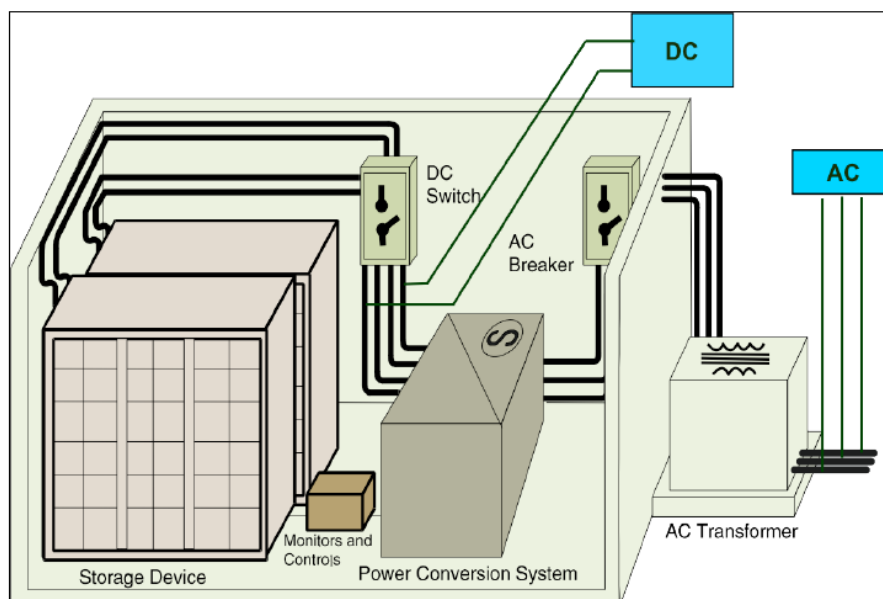 DC
DC
Switch
AC
AC
Breaker
S
Monitors and
Controls
AC Transformer
Storage Device
Power Conversion System